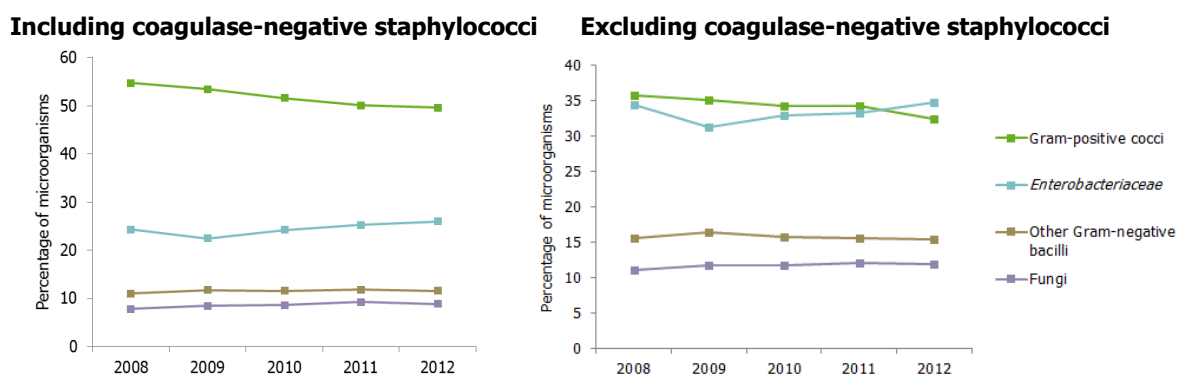 Including coagulase-negative staphylococci
Excluding coagulase-negative staphylococci
Percentage of microorganisms
60
50
40
30
20
10
0
2008 2009 2010 2011 2012
Percentage of microorganisms
40
35
30
25
20
15
10
5
0
2008 2009 2010 2011 2012
Gram-positive cocci
Enterobacteriaceae
Other Gram-negative
bacilli
Fungi